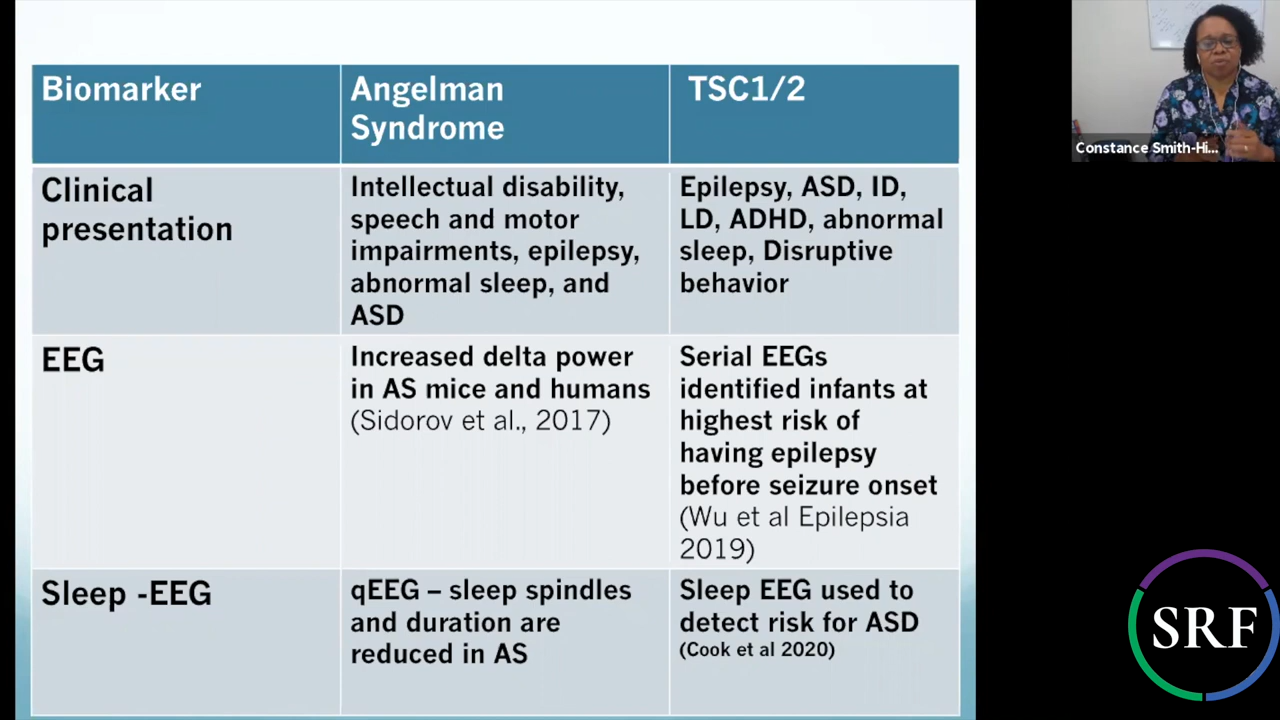 Biomarker
Angelman
Syndrome
TSC1/2
Clinical
presentation
Intellectual disability,
speech and motor
impairments, epilepsy,
abnormal sleep, and
ASD
Epilepsy, ASD, ID,
LD, ADHD, abnormal
sleep, Disruptive
behavior
EEG
Increased delta power
in AS mice and humans
(Sidorov et al., 2017)
Serial EEGs
identified infants at
highest risk of
having epilepsy
before seizure onset
(Wu et al Epilepsia
2019)
Sleep -EEG
qEEG – sleep spindles
and duration are
reduced in AS
Sleep EEG used to
detect risk for ASD
(Cook et al 2020)
Constance Smith-Hi...
SRF